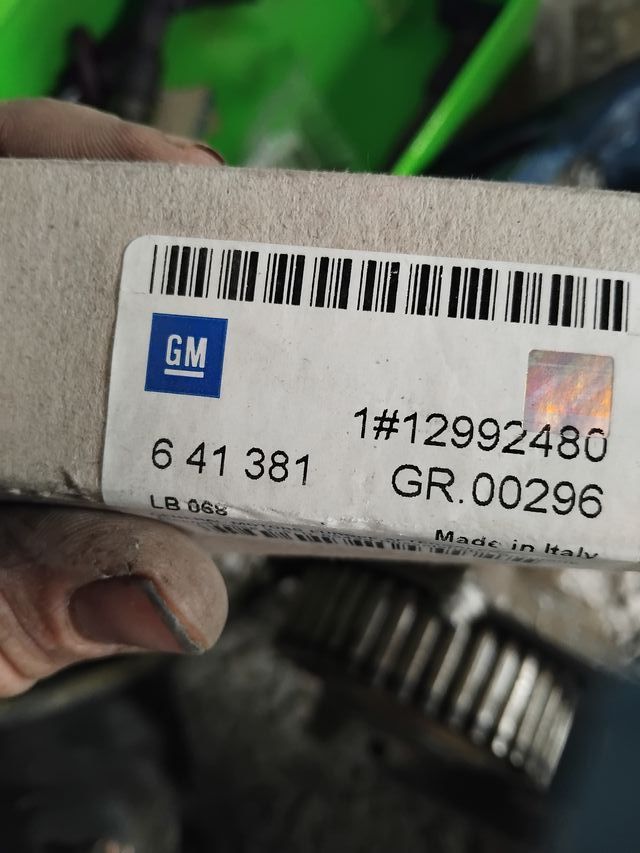 GM
1#12992480
6 41 381
GR.00296
LB 068
Made in Italy